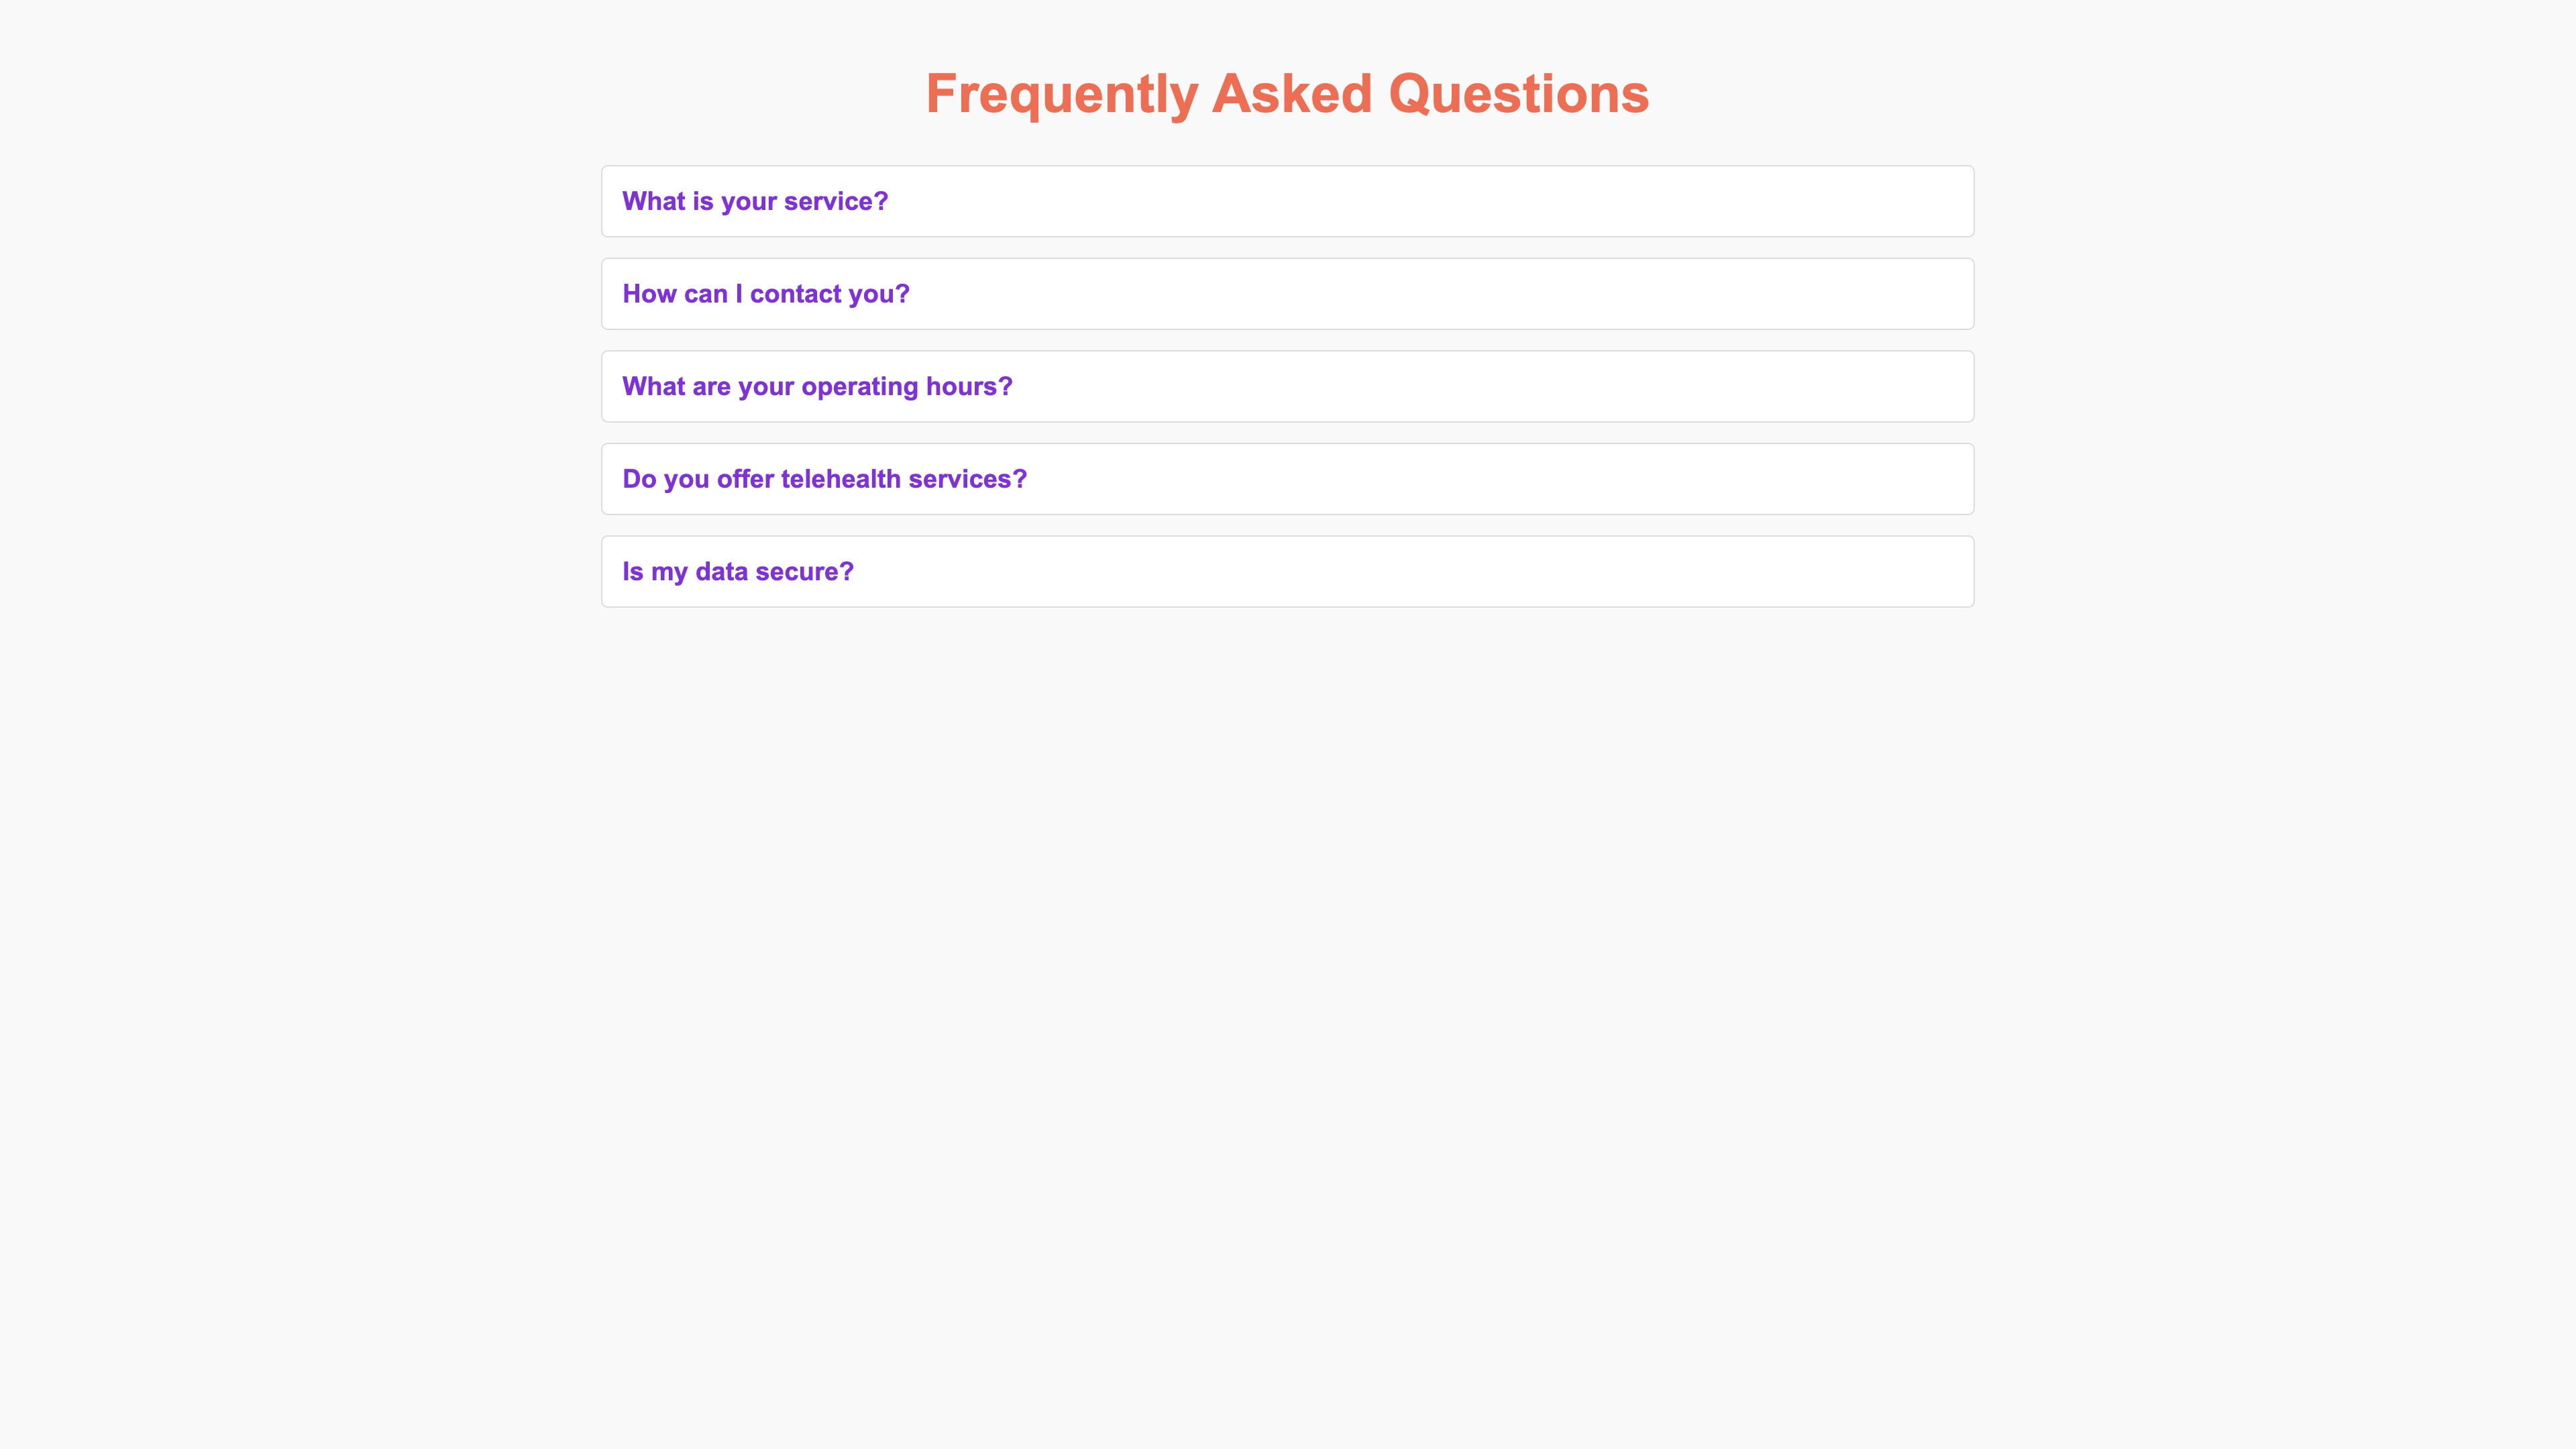 Frequently Asked Questions
What is your service?
How can I contact you?
What are your operating hours?
Do you offer telehealth services?
Is my data secure?